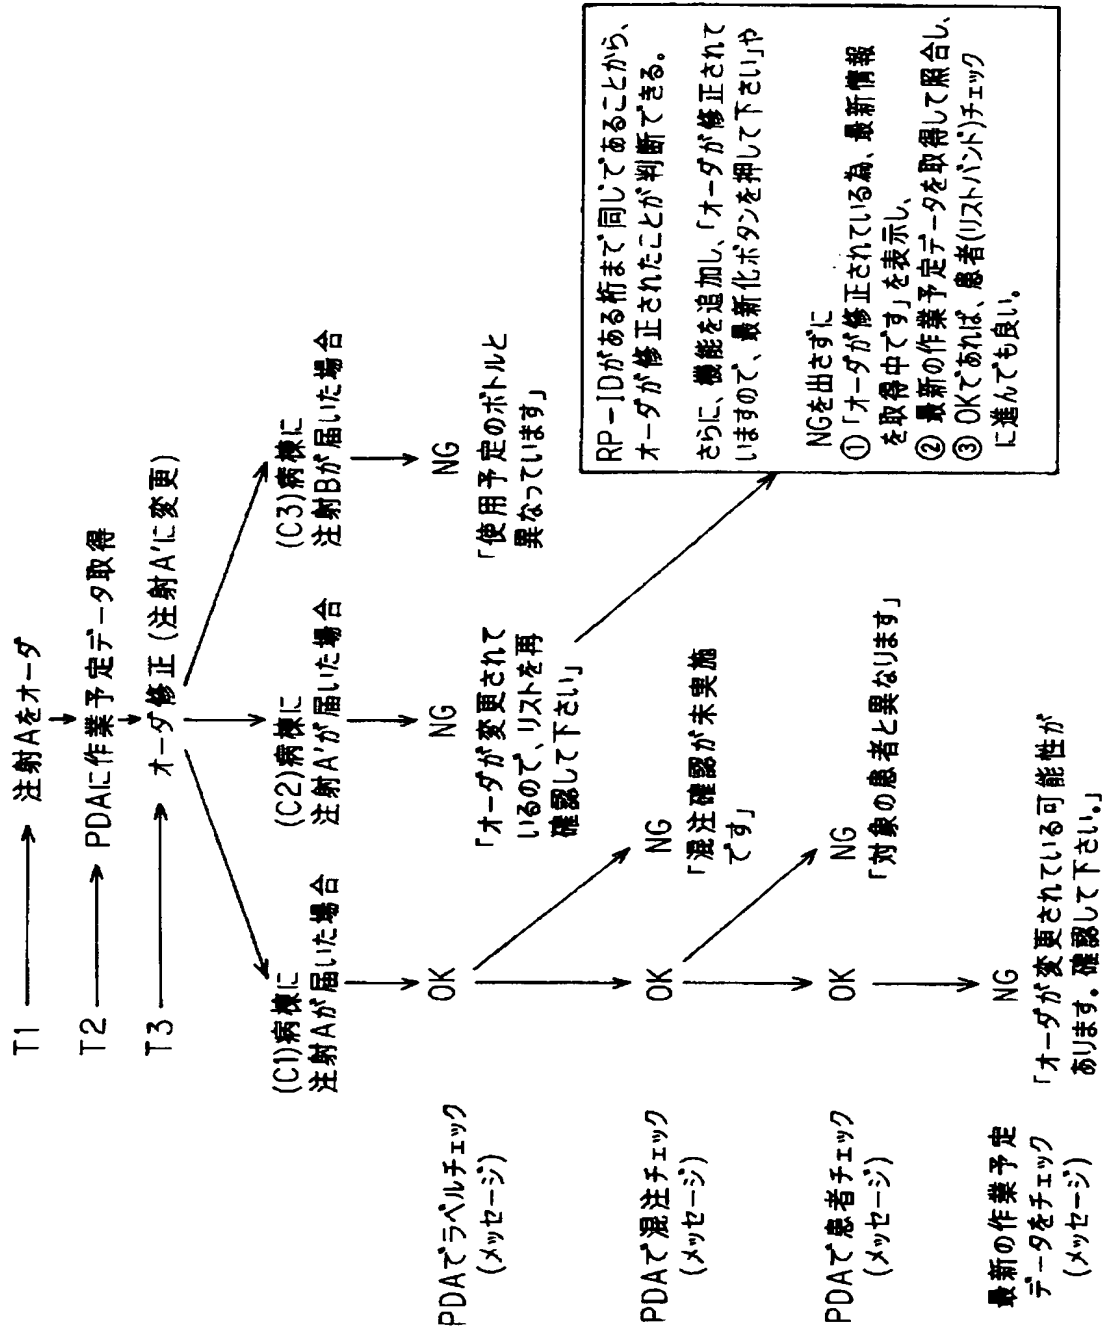 T1 → 注射Aをオーダ
T2 → PDAに作業予定データ取得
T3 → オーダ修正(注射A'に変更)
(C1)病棟に
注射Aが届いた場合
(C2)病棟に
注射A'が届いた場合
(C3)病棟に
注射Bが届いた場合
PDAでラベルチェック
(メッセージ)
OK
NG
「オーダが変更されて
いるので、リストを再
確認して下さい」
NG
「使用予定のボトルと
異なっています」
PDAで混注チェック
(メッセージ)
OK
NG
「混注確認が未実施
です」
PDAで患者チェック
(メッセージ)
OK
NG
「対象の患者と異なります」
最新の作業予定
データをチェック
(メッセージ)
NG
「オーダが変更されている可能性が
あります。確認して下さい。」
RP-IDがある桁まで同じであることから、
オーダが修正されたことが判断できる。
さらに、機能を追加し、「オーダが修正されて
いますので、最新化ボタンを押して下さい」や
NGを出さずに
①「オーダが修正されている為、最新情報
を取得中です」を表示し、
② 最新の作業予定データを取得して照合し、
③ OKであれば、患者(リストバンド)チェック
に進んでも良い。